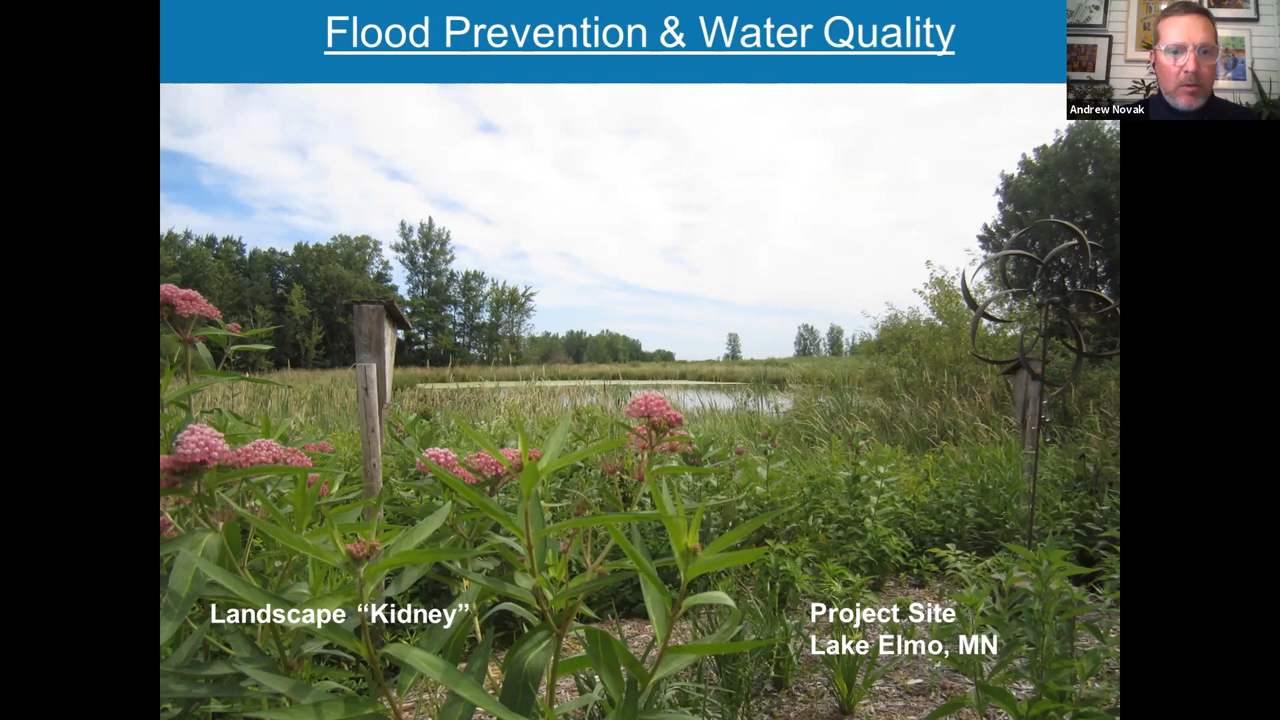 Flood Prevention & Water Quality
Andrew Novak
Landscape “Kidney”
Project Site
Lake Elmo, MN